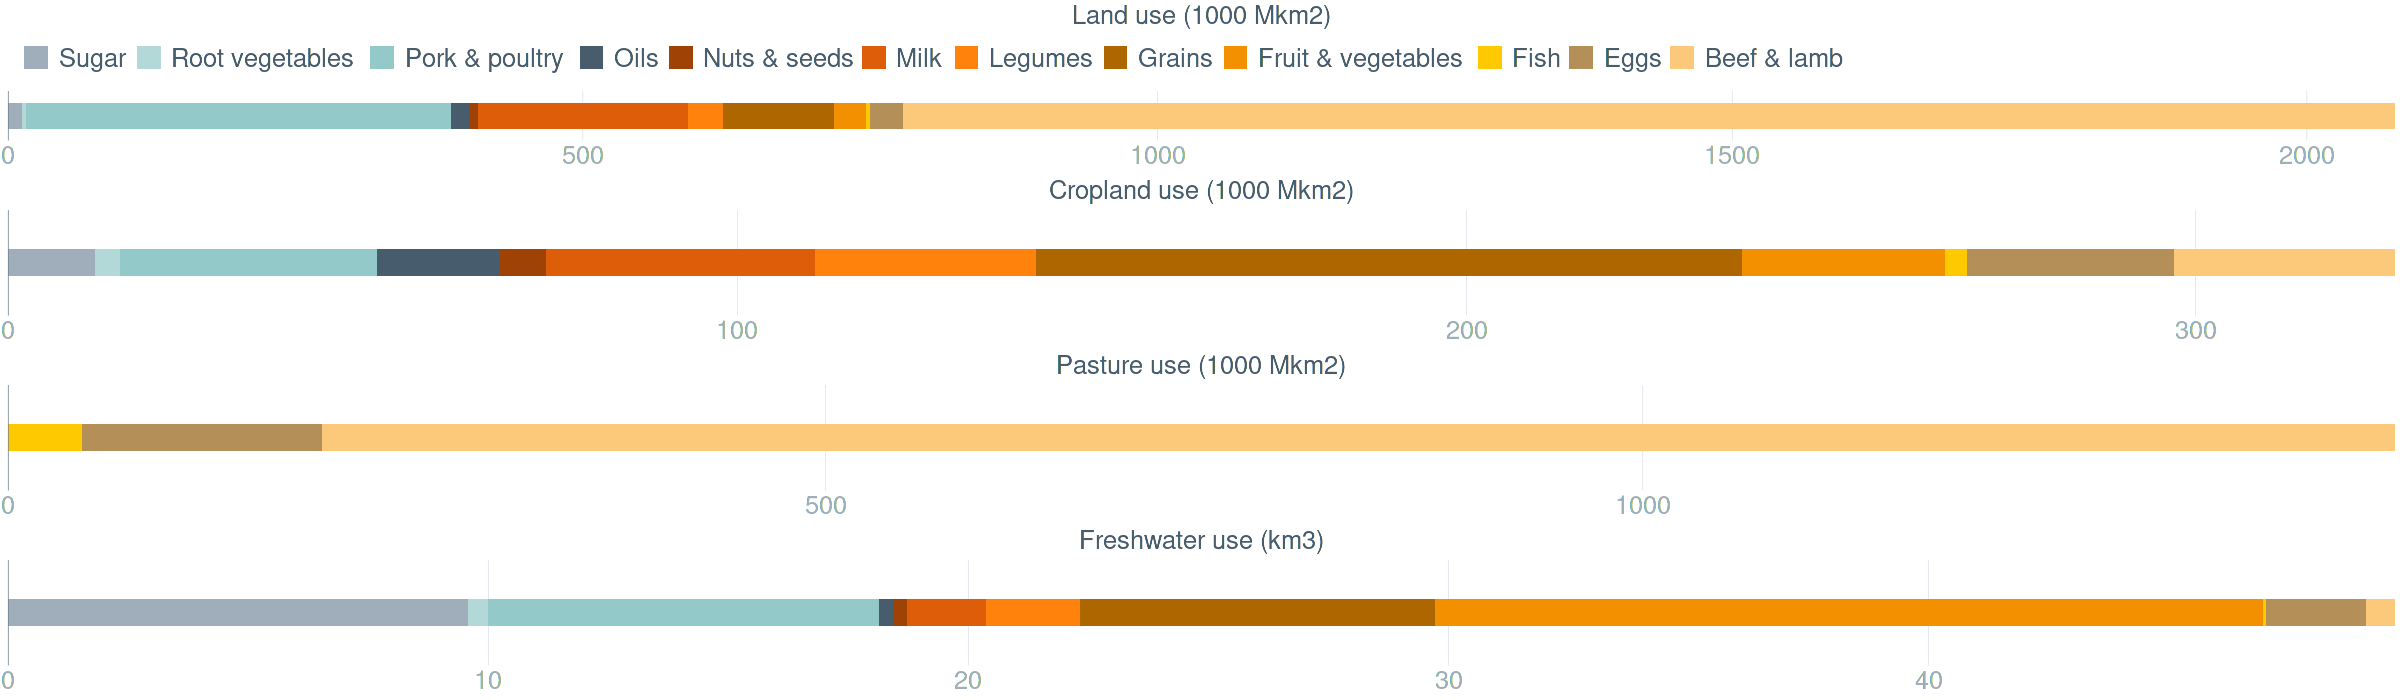 Land use (1000 Mkm2)
Sugar Root vegetables Pork & poultry Oils Nuts & seeds Milk Legumes Grains Fruit & vegetables Fish Eggs Beef & lamb
0 500 1000 1500 2000
Cropland use (1000 Mkm2)
0 100 200 300
Pasture use (1000 Mkm2)
0 500 1000
Freshwater use (km3)
0 10 20 30 40